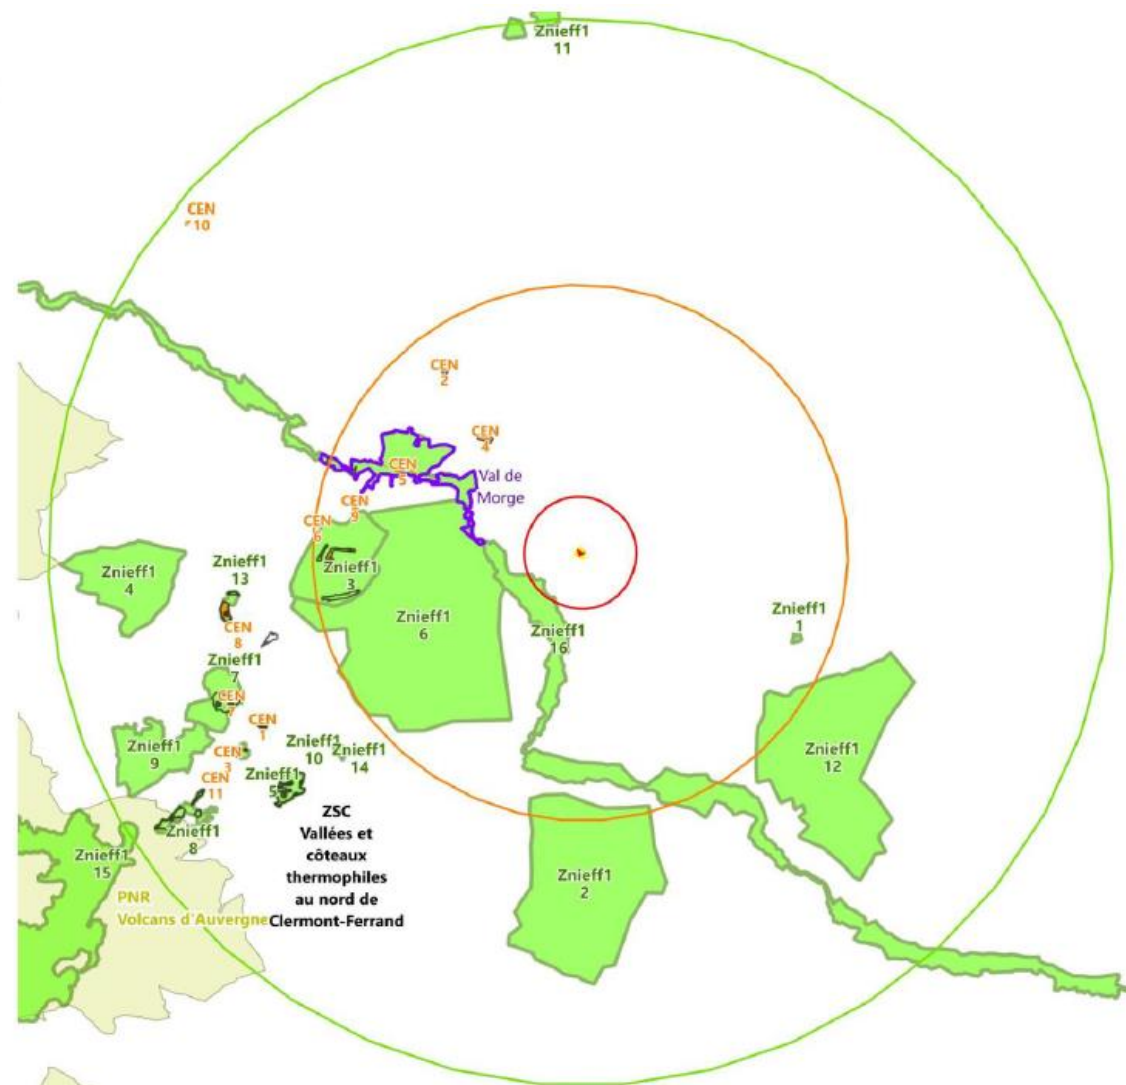 Znieff1
11
CEN
10
CEN
2
CEN
4
CEN
5
Val de
Morge
CEN
9
CEN
6
Znieff1
13
Znieff1
4
Znieff1
3
Znieff1
6
Znieff1
16
Znieff1
1
CEN
8
Znieff1
7
CEN
7
CEN
1
Znieff1
9
CEN
3
Znieff1
10
Znieff1
14
Znieff1
5
Znieff1
12
CEN
11
Znieff1
8
ZSC
Vallées et
côteaux
thermophiles
au nord de
Clermont-Ferrand
Znieff1
15
PNR
Volcans d'Auvergne
Znieff1
2